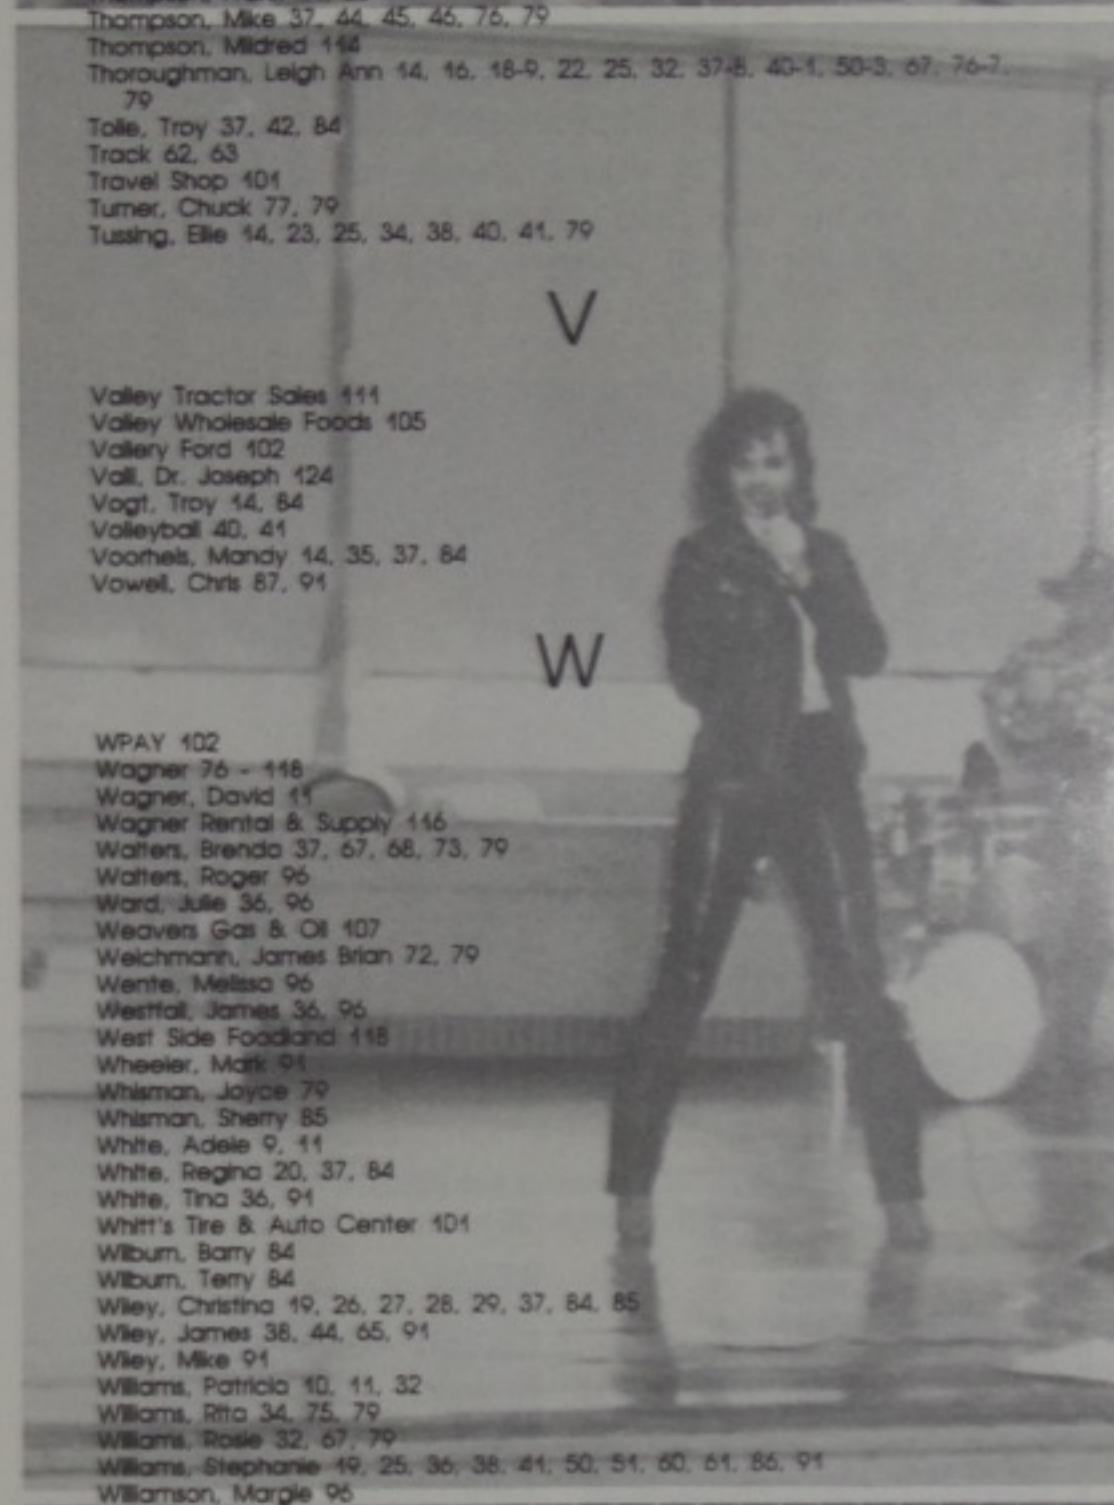 Thompson, Mike 37, 44, 45, 46, 76, 79
Thompson, Mildred 114
Thoroughman, Leigh Ann 14, 16, 18-9, 22, 25, 32, 37-8, 40-1, 50-3, 67, 76-7,
79
Tolle, Troy 37, 42, 84
Track 62, 63
Travel Shop 101
Turner, Chuck 77, 79
Tussing, Ellie 14, 23, 25, 34, 38, 40, 41, 79
V
Valley Tractor Sales 111
Valley Wholesale Foods 105
Vallery Ford 102
Valli, Dr. Joseph 124
Vogt, Troy 14, 84
Volleyball 40, 41
Voorheis, Mandy 14, 35, 37, 84
Vowell, Chris 87, 91
W
WPAY 102
Wagner 76 - 118
Wagner, David 11
Wagner Rental & Supply 116
Walters, Brenda 37, 67, 68, 73, 79
Walters, Roger 96
Ward, Julie 36, 96
Weavers Gas & Oil 107
Welchmann, James Brian 72, 79
Wente, Melissa 96
Westfall, James 36, 96
West Side Foodland 118
Wheeler, Mark 91
Whisman, Joyce 79
Whisman, Sherry 85
White, Adele 9, 11
White, Regina 20, 37, 84
White, Tina 36, 91
Whitt's Tire & Auto Center 101
Wilburn, Barry 84
Wilburn, Terry 84
Wiley, Christina 19, 26, 27, 28, 29, 37, 84, 85
Wiley, James 38, 44, 65, 91
Wiley, Mike 91
Williams, Patricia 10, 11, 32
Williams, Rita 34, 75, 79
Williams, Rosie 32, 67, 79
Williams, Stephanie 19, 25, 36, 38, 41, 50, 51, 60, 61, 86, 91
Williamson, Margie 96